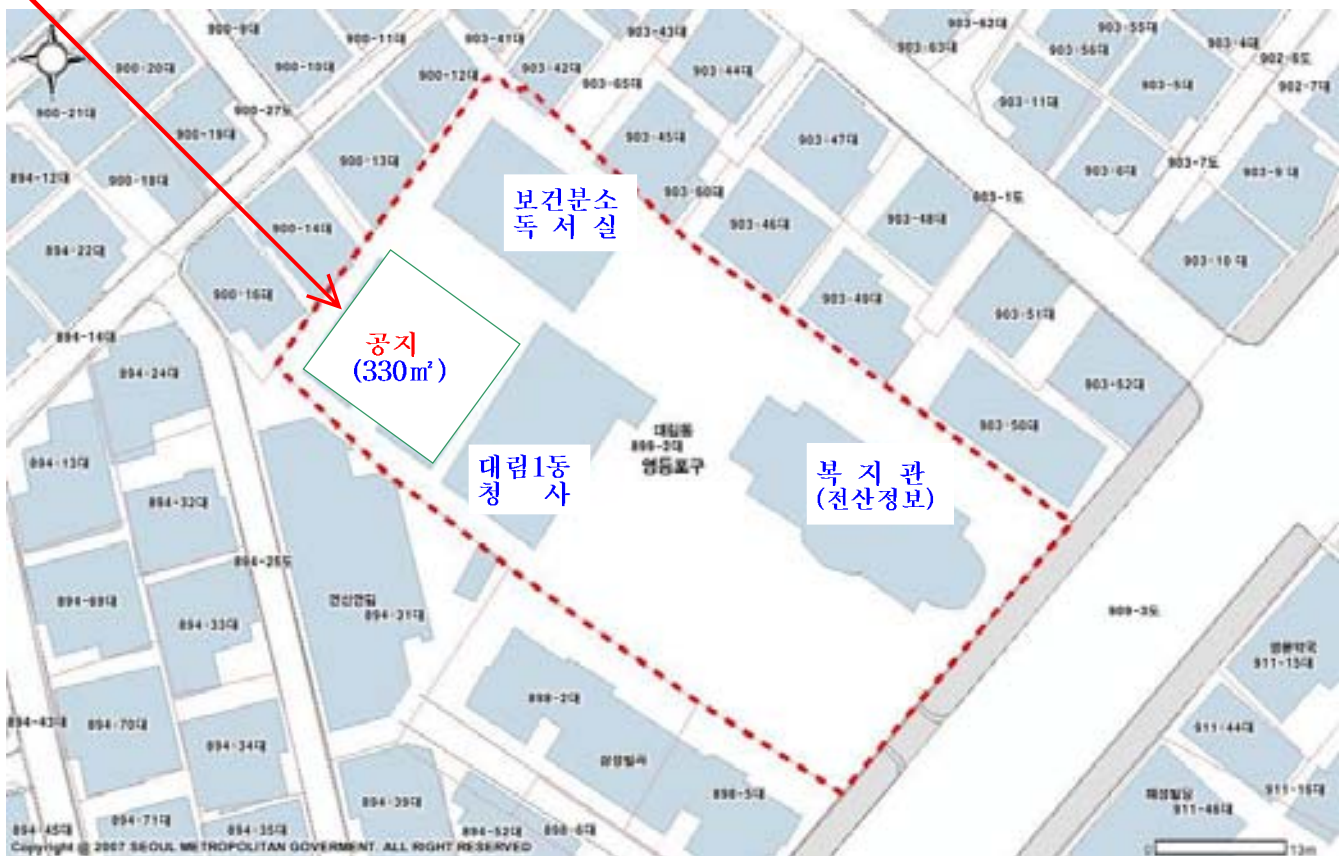 900-9대
900-11대
903-41대
903-43대
903-62대
903-55대
903-4대
900-20대
900-10대
900-12대
903-42대
903-65대
903-44대
903-63대
903-56대
902-6도
900-21대
900-27도
903-11대
903-5대
902-7대
900-19대
903-45대
903-47대
894-12대
900-18대
900-13대
903-60대
903-6대
903-7도
903-9대
보건분소
독 서 실
903-1도
894-22대
900-14대
903-46대
903-48대
903-10대
900-16대
903-49대
903-51대
894-14대
공지
(330㎡)
894-24대
903-52대
903-50대
대림동
899-3대
영등포구
894-13대
대림1동
청 사
복 지 관
(전산정보)
894-32대
894-25도
894-69대
894-33대
894-31대
909-3도
911-15대
898-2대
894-43대
894-70대
894-34대
911-44대
삼성빌라
898-5대
894-39대
911-46대
911-16대
894-45대
894-71대
894-35대
894-52대
898-6대
Copyright @ 2007 SEOUL METROPOLITAN GOVERMENT. ALL RIGHT RESERVED
0 13m